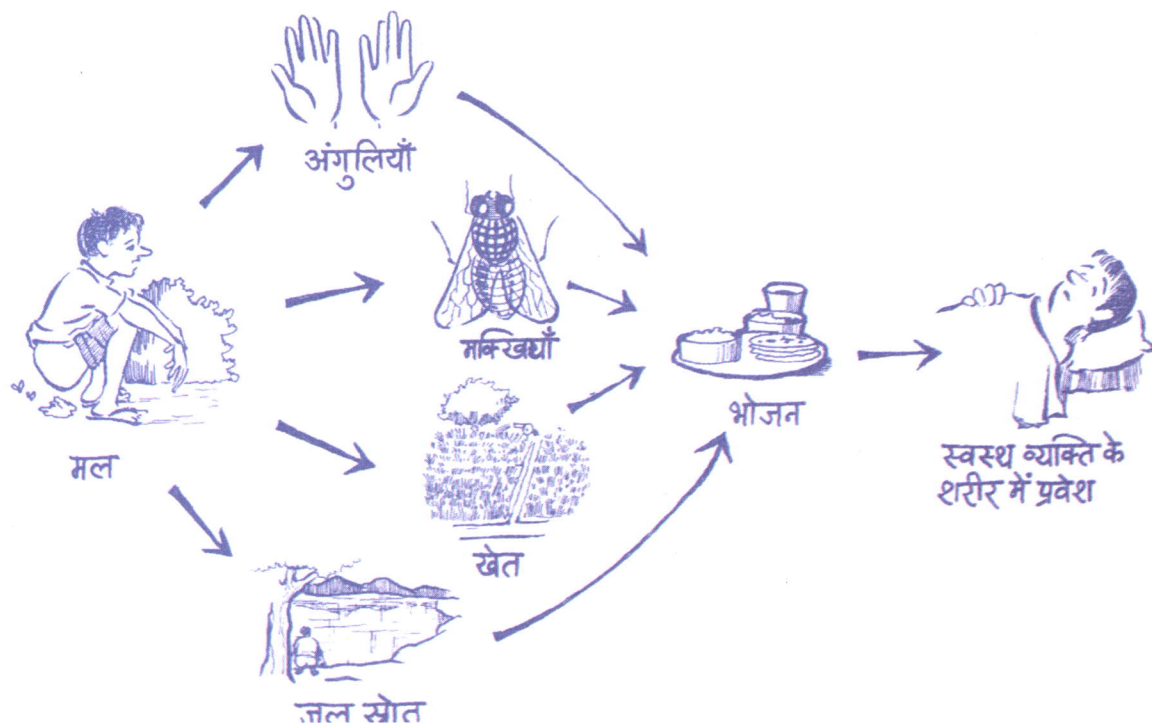 अंगुलियाँ
मक्खियाँ
मल
भोजन
स्वस्थ व्यक्ति के
शरीर में प्रवेश
खेत
जल स्रोत